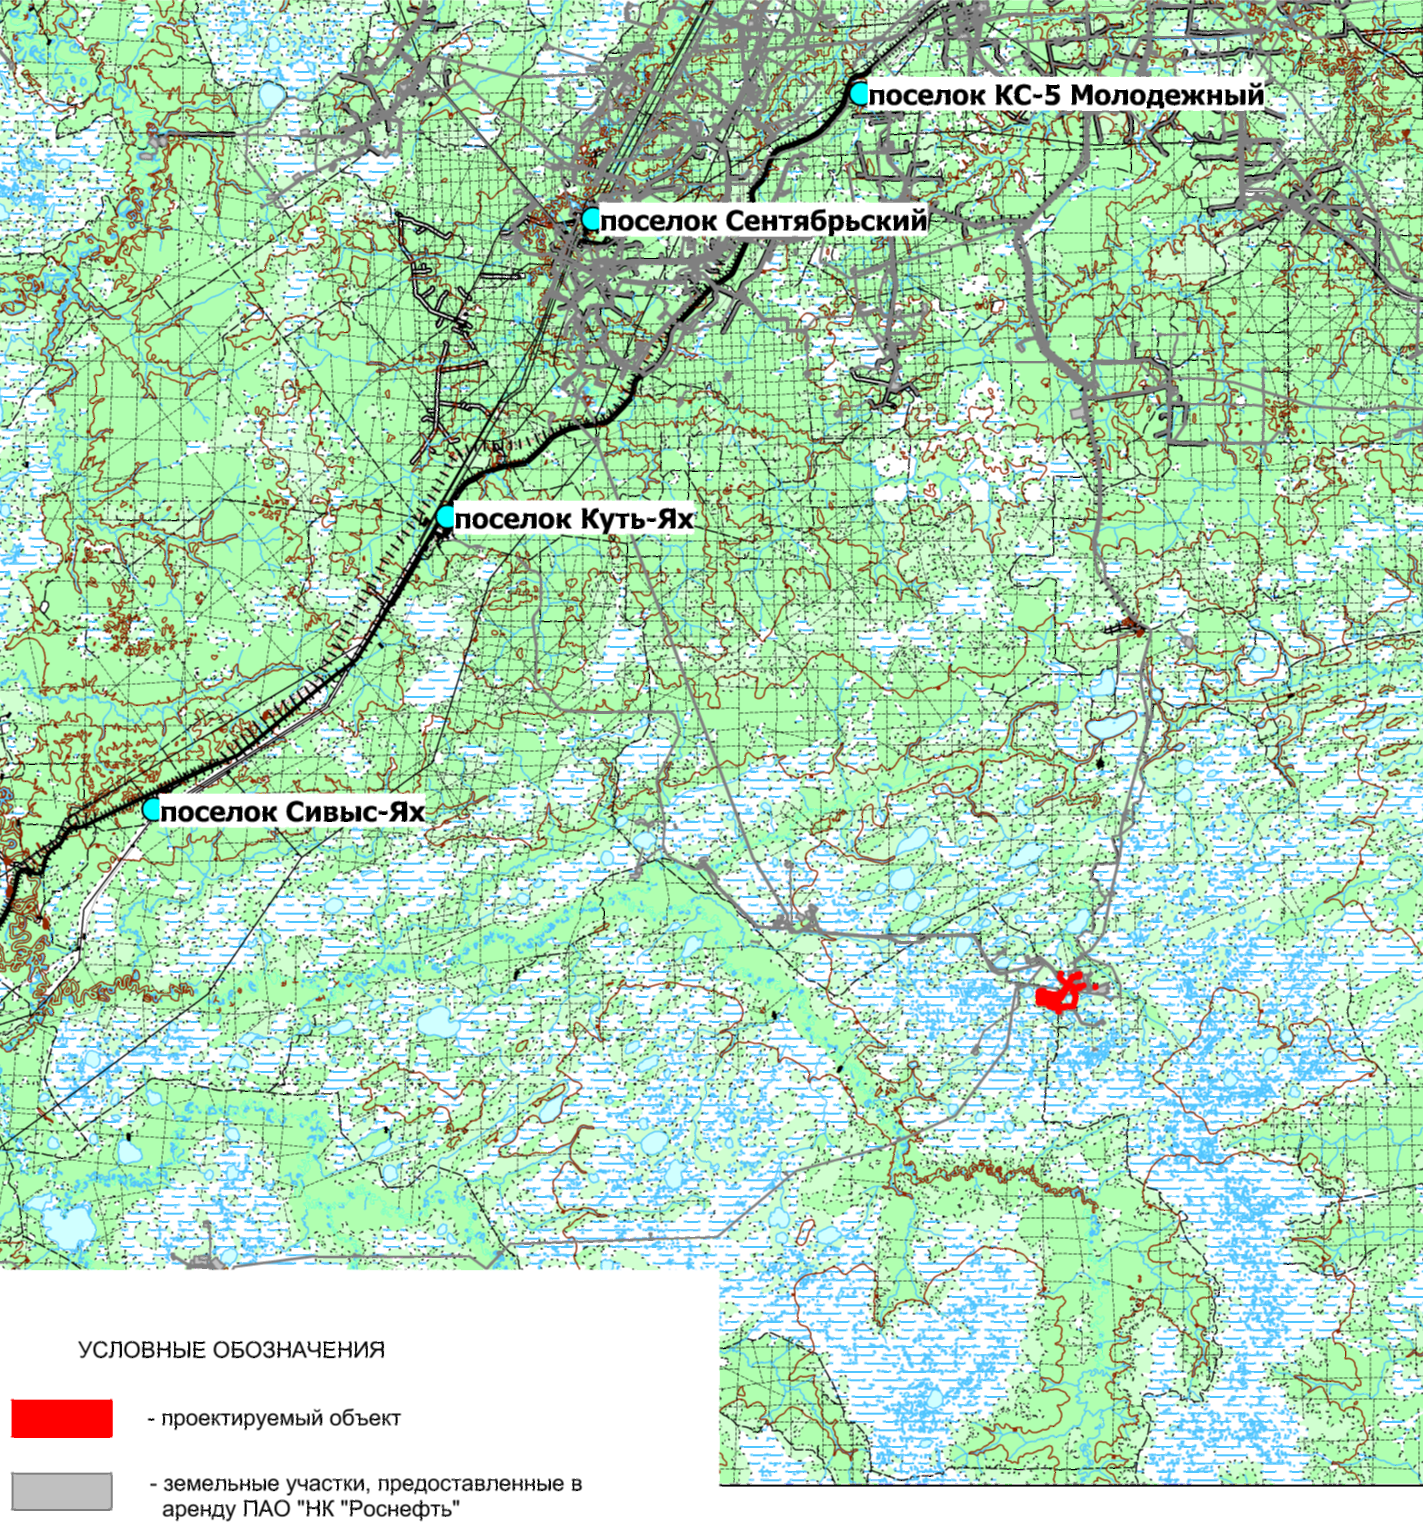 поселок КС-5 Молодежный
поселок Сентябрьский
поселок Куть-Ях
поселок Сивыс-Ях
УСЛОВНЫЕ ОБОЗНАЧЕНИЯ
- проектируемый объект
- земельные участки, предоставленные в
аренду ПАО "НК "Роснефть"